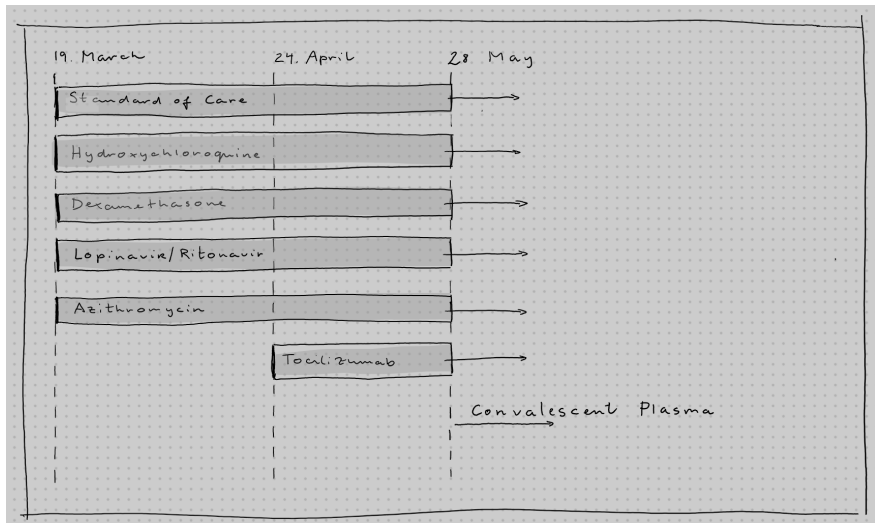 19. March 24. April 28. May
Standard of Care
Hydroxychloroquine
Dexamethasone
Lopinavir/Ritonavir
Azithromycin
Tocilizumab
Convalescent Plasma